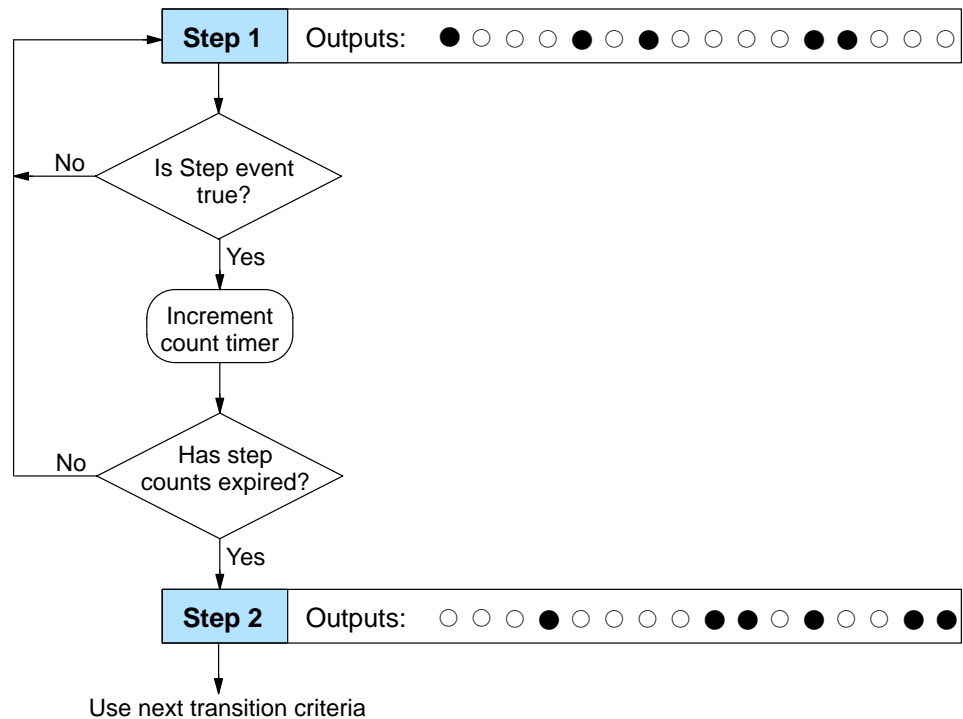 Step 1 Outputs:
No
Is Step event
true?
Yes
Increment
count timer
No
Has step
counts expired?
Yes
Step 2 Outputs:
Use next transition criteria